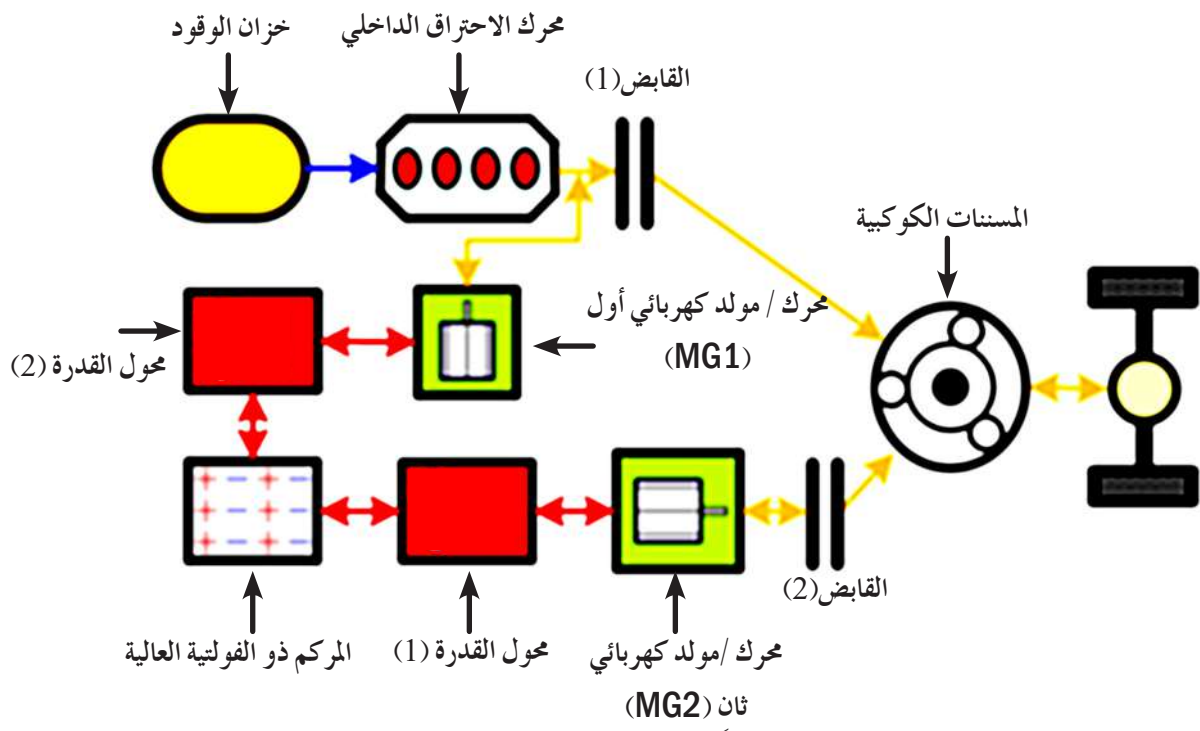 محرك الاحتراق الداخلي
خزان الوقود
القابض(1)
المسننات الكوكبية
محرك / مولد كهربائي أول
(MG1)
محول القدرة (2)
القابض(2)
المركم ذو الفولتية العالية
محول القدرة (1)
محرك /مولد كهربائي
ثانٍ (MG2)